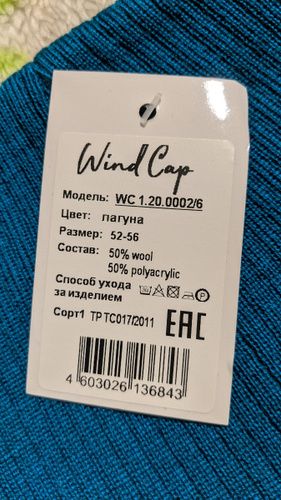 Wind Cap
Модель: WC 1.20.0002/6
Цвет: лагуна
Размер: 52-56
Состав: 50% wool
50% polyacrylic
Способ ухода
за изделием
Сорт1 ТР ТС017/2011 EAC
4 603026 136843